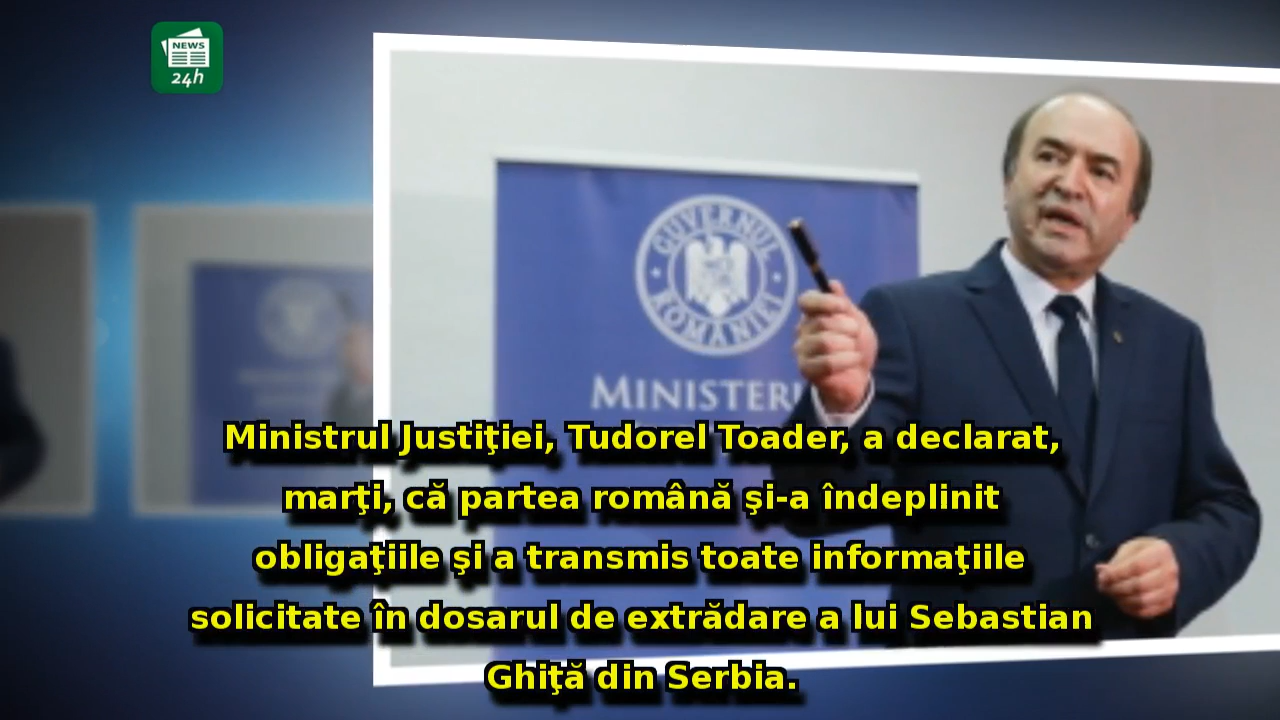 NEWS
24h
GUVERNUL
ROMÂNIEI
MINISTER
Ministrul Justiţiei, Tudorel Toader, a declarat,
marţi, că partea română şi-a îndeplinit
obligaţiile şi a transmis toate informaţiile
solicitate în dosarul de extrădare a lui Sebastian
Ghiţă din Serbia.